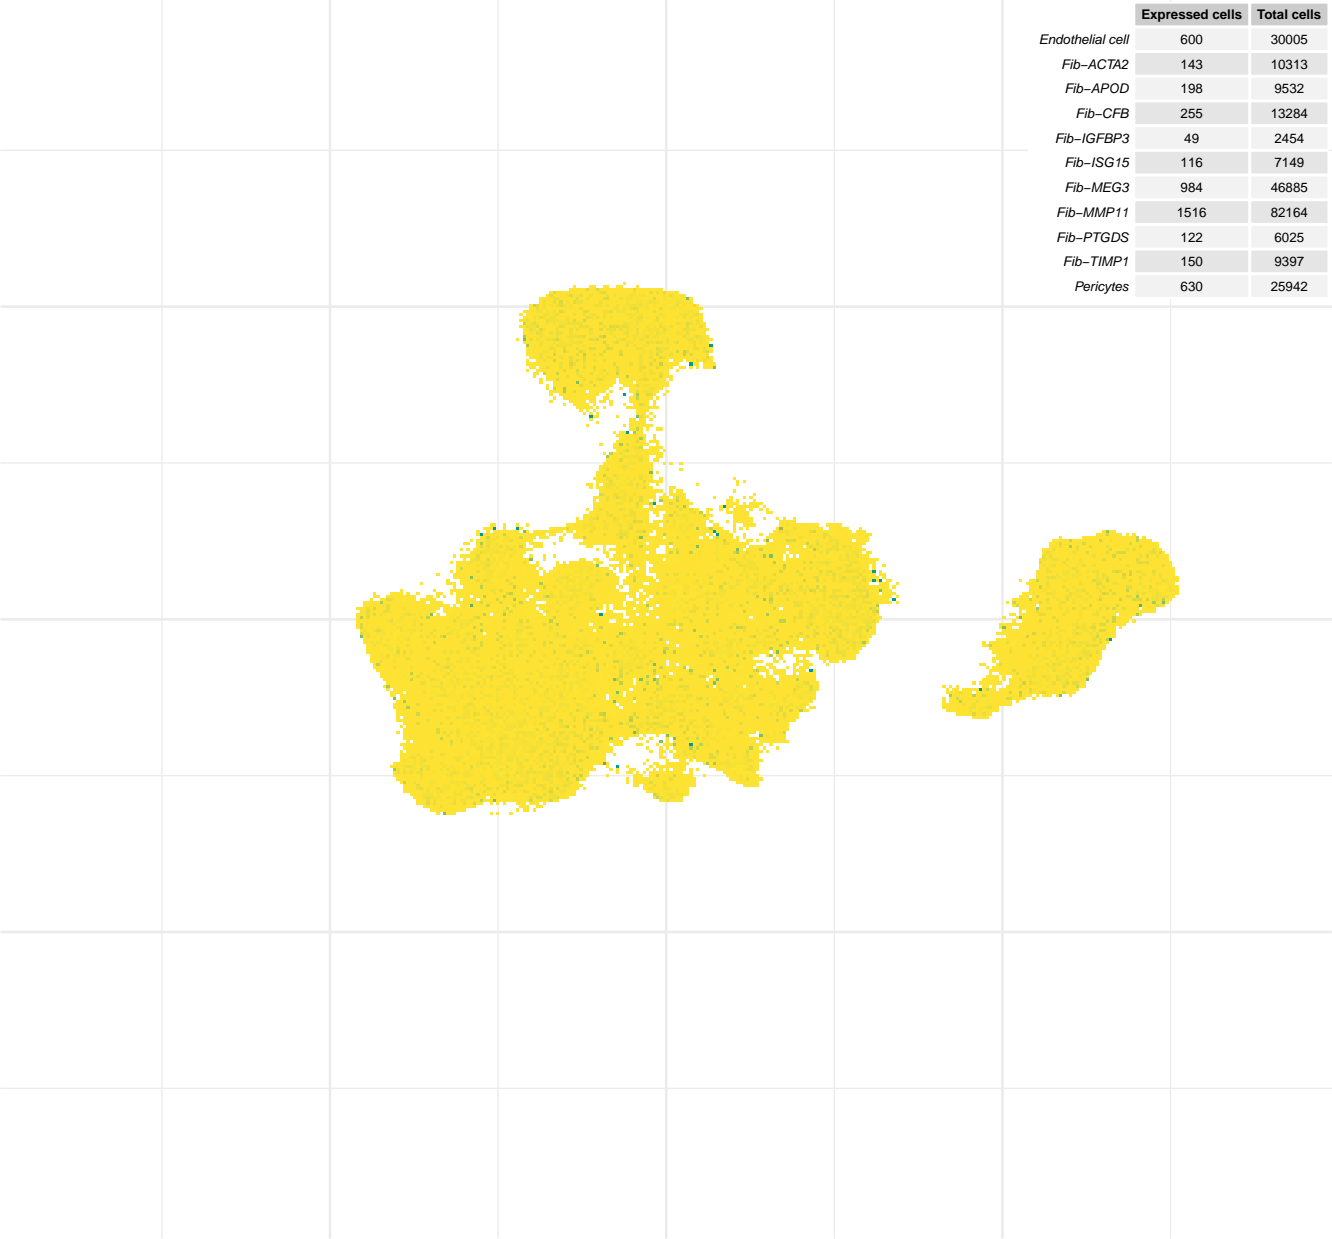 Expressed cells Total cells
Endothelial cell 600 30005
Fib−ACTA2 143 10313
Fib−APOD 198 9532
Fib−CFB 255 13284
Fib−IGFBP3 49 2454
Fib−ISG15 116 7149
Fib−MEG3 984 46885
Fib−MMP11 1516 82164
Fib−PTGDS 122 6025
Fib−TIMP1 150 9397
Pericytes 630 25942